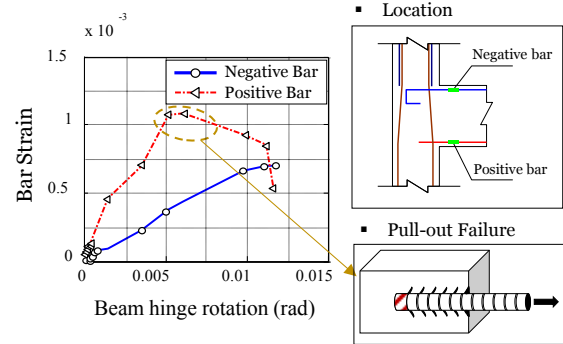 x 10⁻³
1.5
1
0.5
0
Bar Strain
Negative Bar
Positive Bar
0
0.005
0.01
0.015
Beam hinge rotation (rad)
▪ Location
Negative bar
Positive bar
▪ Pull-out Failure